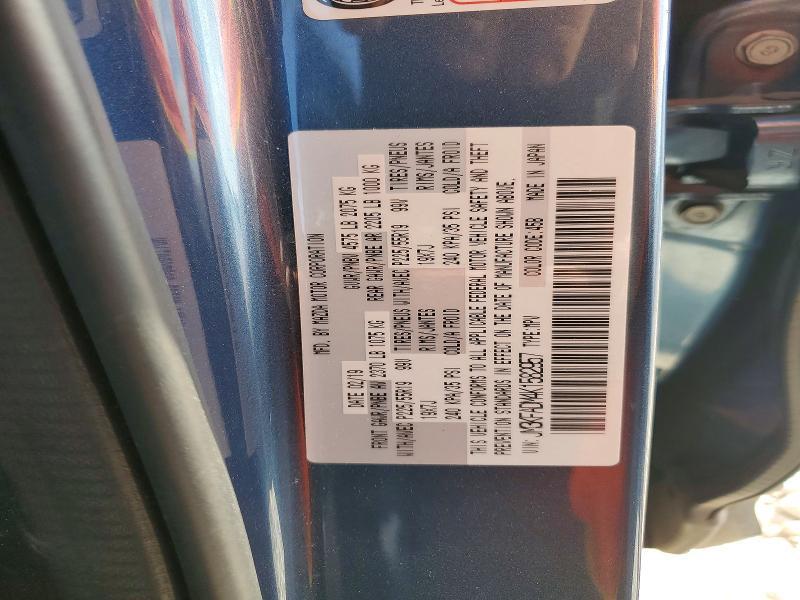 MFD. BY MAZDA MOTOR CORPORATION
DATE 02/19 GVWR/PNBV 4575 LB 2075 KG
FRONT GAWR/PNBE AV 2370 LB 1075 KG REAR GAWR/PNBE AR 2205 LB 1000 KG
WITH/AVEC P225/55R19 99V TIRES/PNEUS WITH/AVEC P225/55R19 99V TIRES/PNEUS
19X7J RIMS/JANTES 19X7J RIMS/JANTES
240 KPA/35 PSI COLD/A FROID 240 KPA/35 PSI COLD/A FROID
THIS VEHICLE CONFORMS TO ALL APPLICABLE FEDERAL MOTOR VEHICLE SAFETY AND THEFT
PREVENTION STANDARDS IN EFFECT ON THE DATE OF MANUFACTURE SHOWN ABOVE.
VIN: JM3KFADM4K1582957 TYPE:MPV COLOR CODE:45B MADE IN JAPAN